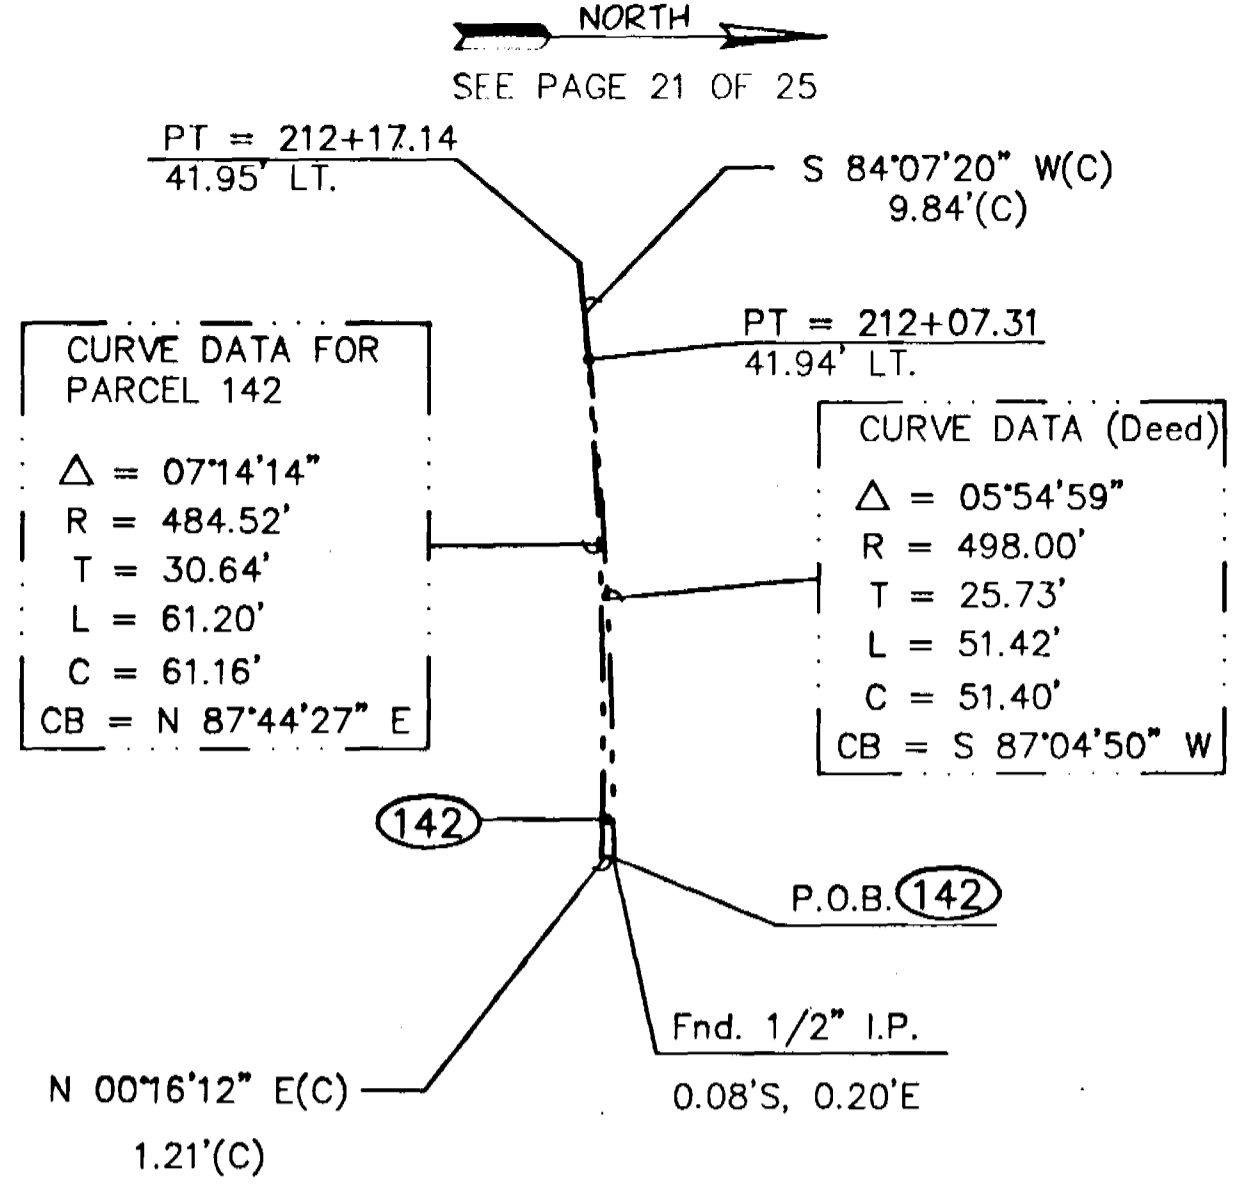 NORTH
SEE PAGE 21 OF 25
PT = 212+17.14
41.95' LT.
S 84°07'20" W(C)
9.84'(C)
PT = 212+07.31
41.94' LT.
CURVE DATA FOR
PARCEL 142
Δ = 07°14'14"
R = 484.52'
T = 30.64'
L = 61.20'
C = 61.16'
CB = N 87°44'27" E
CURVE DATA (Deed)
Δ = 05°54'59"
R = 498.00'
T = 25.73'
L = 51.42'
C = 51.40'
CB = S 87°04'50" W
142
P.O.B. 142
Fnd. 1/2" I.P.
0.08'S, 0.20'E
N 00°16'12" E(C)
1.21'(C)